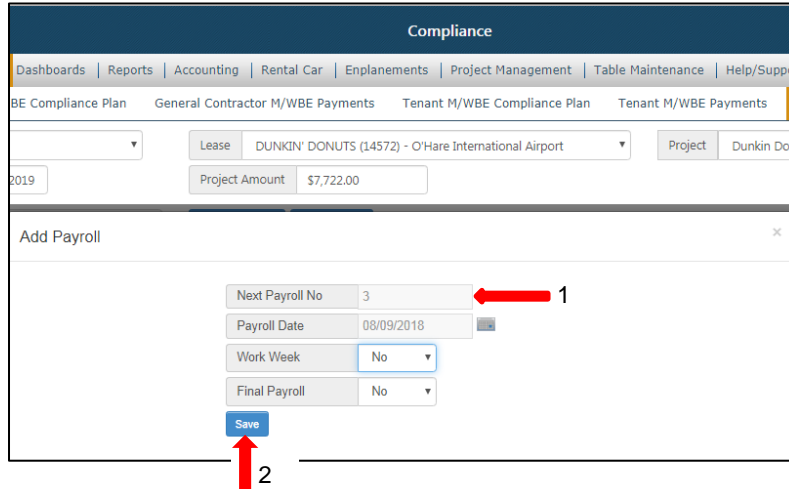 Compliance
Dashboards | Reports | Accounting | Rental Car | Enplanements | Project Management | Table Maintenance | Help/Supp
BE Compliance Plan General Contractor M/WBE Payments Tenant M/WBE Compliance Plan Tenant M/WBE Payments
Lease DUNKIN' DONUTS (14572) - O'Hare International Airport Project Dunkin Do
2019 Project Amount $7,722.00
Add Payroll ×
Next Payroll No 3 1
Payroll Date 08/09/2018
Work Week No
Final Payroll No
Save
2